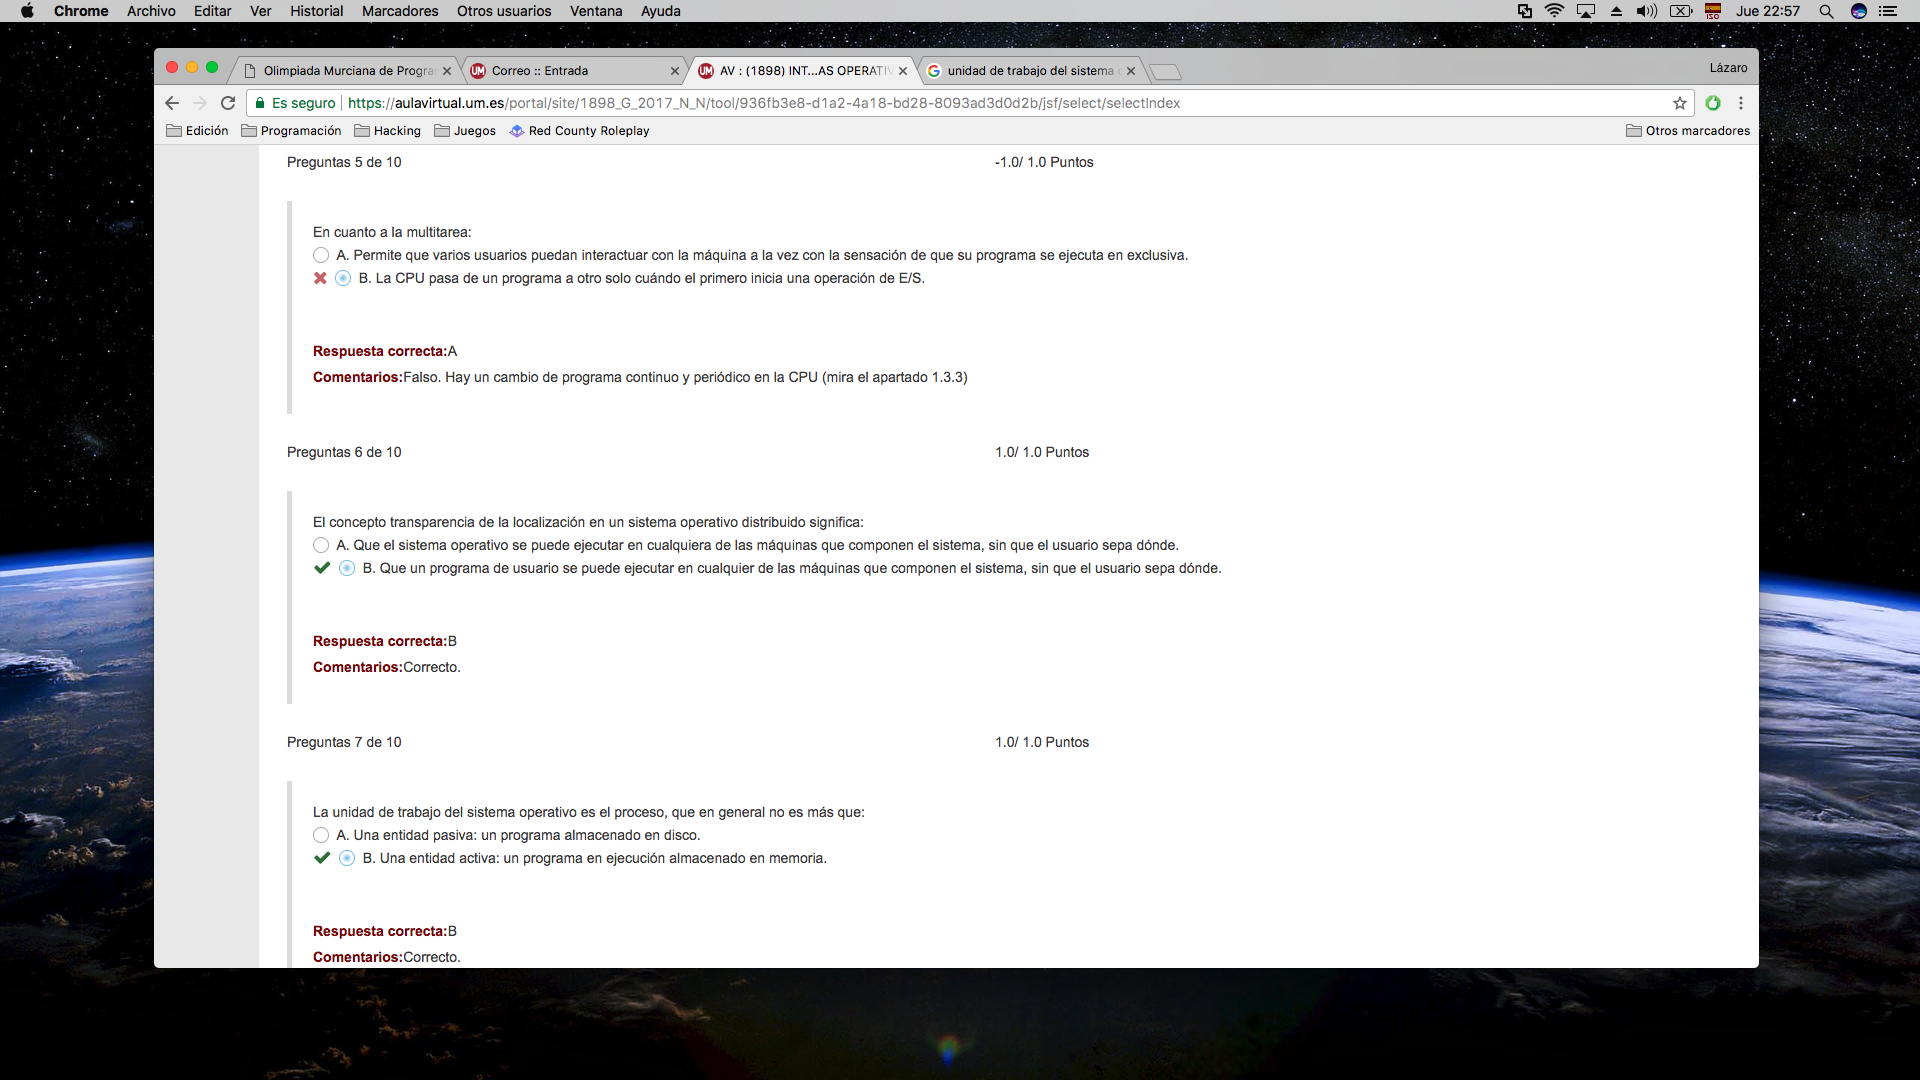 Chrome Archivo Editar Ver Historial Marcadores Otros usuarios Ventana Ayuda ISO Jue 22:57
Olimpiada Murciana de Progra UM Correo :: Entrada UM AV : (1898) INT...AS OPERATIV G unidad de trabajo del sistema Lázaro
Es seguro https://aulavirtual.um.es/portal/site/1898_G_2017_N_N/tool/936fb3e8-d1a2-4a18-bd28-8093ad3d0d2b/jsf/select/selectIndex
Edición Programación Hacking Juegos Red County Roleplay Otros marcadores
Preguntas 5 de 10 -1.0/ 1.0 Puntos
En cuanto a la multitarea:
A. Permite que varios usuarios puedan interactuar con la máquina a la vez con la sensación de que su programa se ejecuta en exclusiva.
B. La CPU pasa de un programa a otro solo cuándo el primero inicia una operación de E/S.
Respuesta correcta:A
Comentarios:Falso. Hay un cambio de programa continuo y periódico en la CPU (mira el apartado 1.3.3)
Preguntas 6 de 10 1.0/ 1.0 Puntos
El concepto transparencia de la localización en un sistema operativo distribuido significa:
A. Que el sistema operativo se puede ejecutar en cualquiera de las máquinas que componen el sistema, sin que el usuario sepa dónde.
B. Que un programa de usuario se puede ejecutar en cualquier de las máquinas que componen el sistema, sin que el usuario sepa dónde.
Respuesta correcta:B
Comentarios:Correcto.
Preguntas 7 de 10 1.0/ 1.0 Puntos
La unidad de trabajo del sistema operativo es el proceso, que en general no es más que:
A. Una entidad pasiva: un programa almacenado en disco.
B. Una entidad activa: un programa en ejecución almacenado en memoria.
Respuesta correcta:B
Comentarios:Correcto.